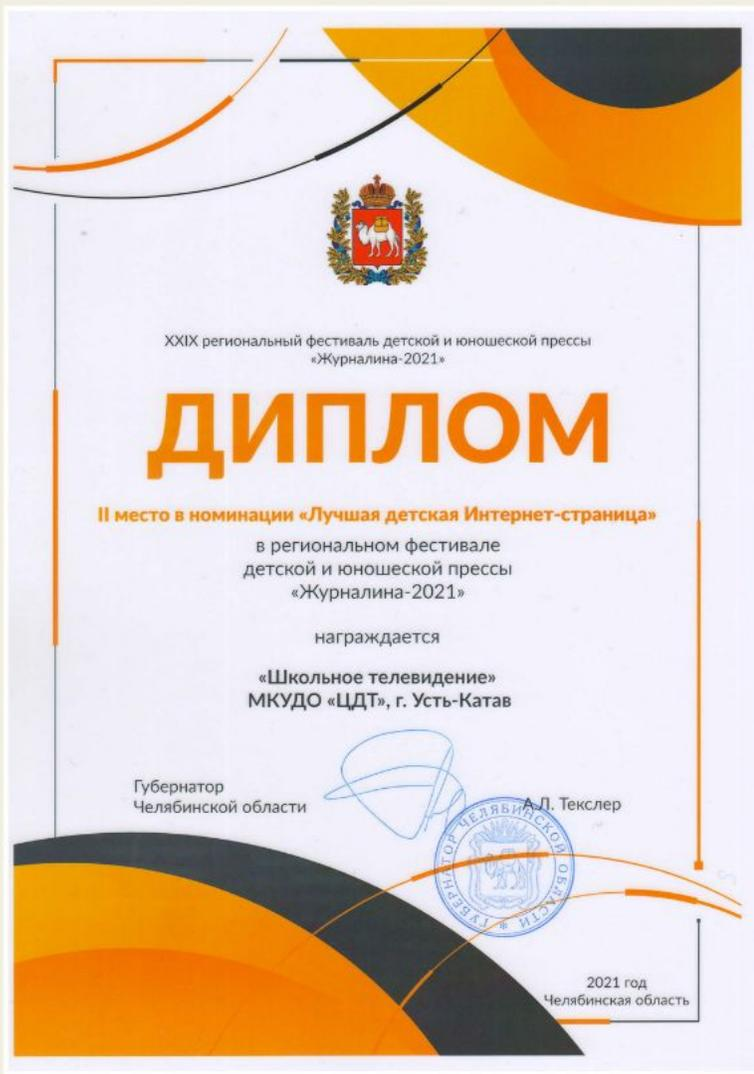 XXIX региональный фестиваль детской и юношеской прессы
«Журналина-2021»
ДИПЛОМ
II место в номинации «Лучшая детская Интернет-страница»
в региональном фестивале
детской и юношеской прессы
«Журналина-2021»
награждается
«Школьное телевидение»
МКУДО «ЦДТ», г. Усть-Катав
Губернатор
Челябинской области
А.Л. Текслер
ГУБЕРНАТОР ЧЕЛЯБИНСКОЙ ОБЛАСТИ
2021 год
Челябинская область